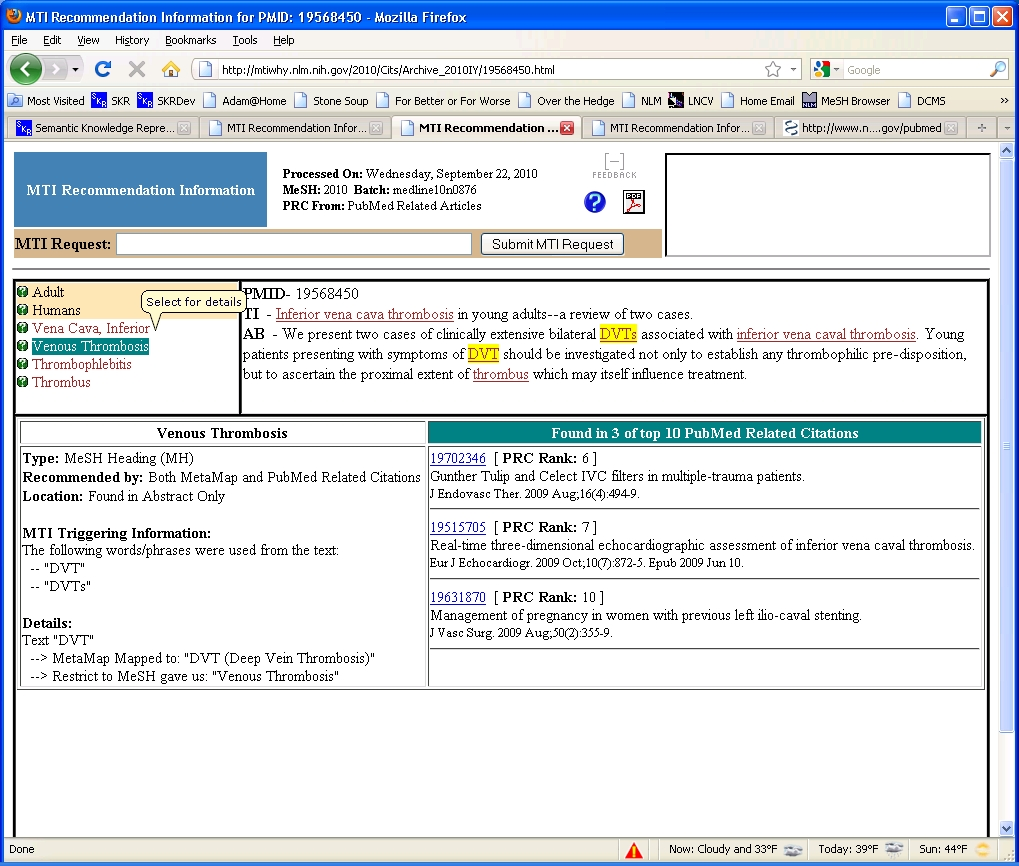 MTI Recommendation Information for PMID: 19568450 - Mozilla Firefox
File Edit View History Bookmarks Tools Help
http://mtiwhy.nlm.nih.gov/2010/Cits/Archive_2010IY/19568450.html
Google
Most Visited SKR SKRDev Adam@Home Stone Soup For Better or For Worse Over the Hedge NLM LNCV Home Email MeSH Browser DCMS »
Semantic Knowledge Repre... MTI Recommendation Infor... MTI Recommendation ... MTI Recommendation Infor... http://www.n....gov/pubmed
MTI Recommendation Information
Processed On: Wednesday, September 22, 2010
MeSH: 2010 Batch: medline10n0876
PRC From: PubMed Related Articles
[−]
FEEDBACK
?
PDF
MTI Request:
Submit MTI Request
Adult
Humans
Vena Cava, Inferior
Venous Thrombosis
Thrombophlebitis
Thrombus
Select for details
PMID- 19568450
TI - Inferior vena cava thrombosis in young adults--a review of two cases.
AB - We present two cases of clinically extensive bilateral DVTs associated with inferior vena caval thrombosis. Young
patients presenting with symptoms of DVT should be investigated not only to establish any thrombophilic pre-disposition,
but to ascertain the proximal extent of thrombus which may itself influence treatment.
Venous Thrombosis
Type: MeSH Heading (MH)
Recommended by: Both MetaMap and PubMed Related Citations
Location: Found in Abstract Only
MTI Triggering Information:
The following words/phrases were used from the text:
-- "DVT"
-- "DVTs"
Details:
Text "DVT"
--> MetaMap Mapped to: "DVT (Deep Vein Thrombosis)"
--> Restrict to MeSH gave us: "Venous Thrombosis"
Found in 3 of top 10 PubMed Related Citations
19702346 [ PRC Rank: 6 ]
Gunther Tulip and Celect IVC filters in multiple-trauma patients.
J Endovasc Ther. 2009 Aug;16(4):494-9.
19515705 [ PRC Rank: 7 ]
Real-time three-dimensional echocardiographic assessment of inferior vena caval thrombosis.
Eur J Echocardiogr. 2009 Oct;10(7):872-5. Epub 2009 Jun 10.
19631870 [ PRC Rank: 10 ]
Management of pregnancy in women with previous left ilio-caval stenting.
J Vasc Surg. 2009 Aug;50(2):355-9.
Done
Now: Cloudy and 33°F Today: 39°F Sun: 44°F